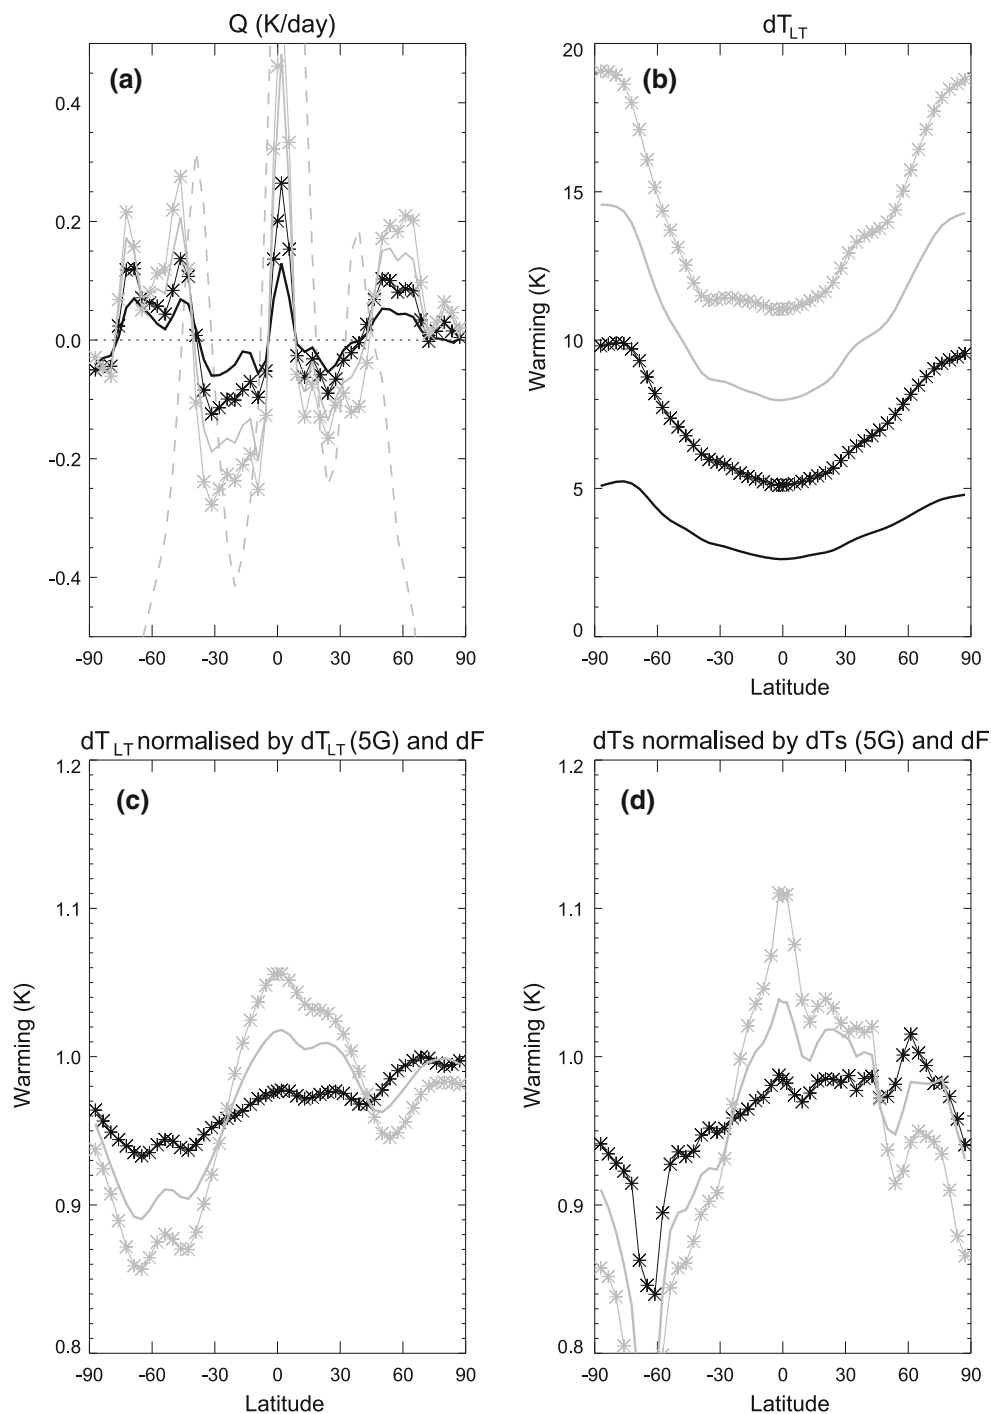 Q (K/day)
(a)
0.4
0.2
0.0
-0.2
-0.4
-90 -60 -30 0 30 60 90
dT_LT
(b)
Warming (K)
20
15
10
5
0
-90 -60 -30 0 30 60 90
Latitude
dT_LT normalised by dT_LT (5G) and dF
(c)
Warming (K)
1.2
1.1
1.0
0.9
0.8
-90 -60 -30 0 30 60 90
Latitude
dTs normalised by dTs (5G) and dF
(d)
Warming (K)
1.2
1.1
1.0
0.9
0.8
-90 -60 -30 0 30 60 90
Latitude